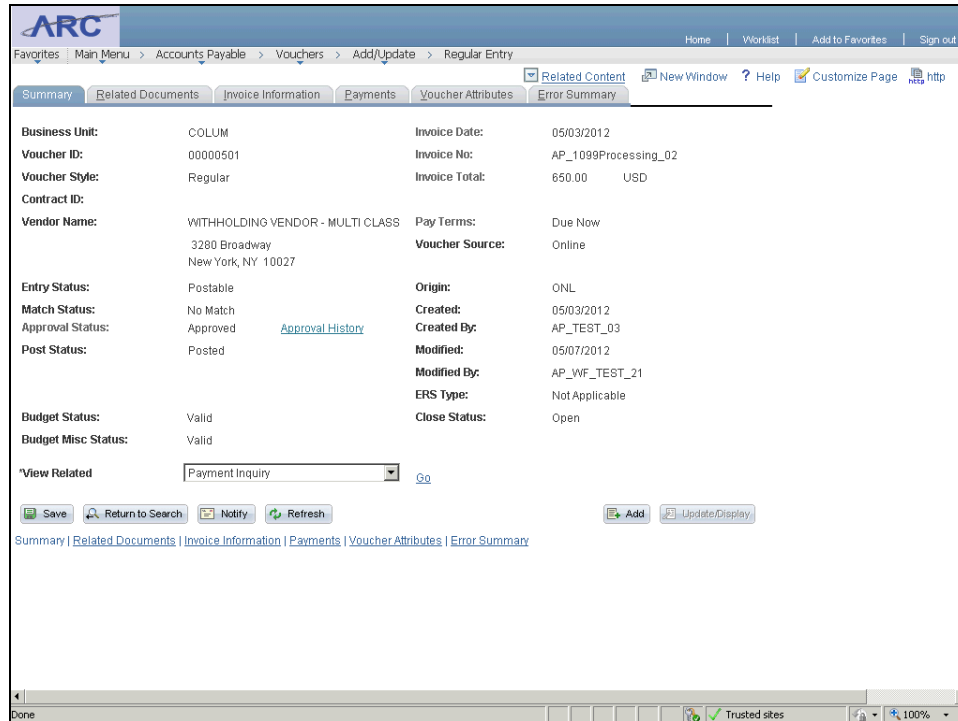 ARC
Home | Worklist | Add to Favorites | Sign out
Favorites Main Menu > Accounts Payable > Vouchers > Add/Update > Regular Entry
Related Content New Window ? Help Customize Page http
Summary Related Documents Invoice Information Payments Voucher Attributes Error Summary
Business Unit: COLUM Invoice Date: 05/03/2012
Voucher ID: 00000501 Invoice No: AP_1099Processing_02
Voucher Style: Regular Invoice Total: 650.00 USD
Contract ID:
Vendor Name: WITHHOLDING VENDOR - MULTI CLASS Pay Terms: Due Now
3280 Broadway Voucher Source: Online
New York, NY 10027
Entry Status: Postable Origin: ONL
Match Status: No Match Created: 05/03/2012
Approval Status: Approved Approval History Created By: AP_TEST_03
Post Status: Posted Modified: 05/07/2012
Modified By: AP_WF_TEST_21
ERS Type: Not Applicable
Budget Status: Valid Close Status: Open
Budget Misc Status: Valid
*View Related Payment Inquiry Go
Save Return to Search Notify Refresh Add Update/Display
Summary | Related Documents | Invoice Information | Payments | Voucher Attributes | Error Summary
Done Trusted sites 100%